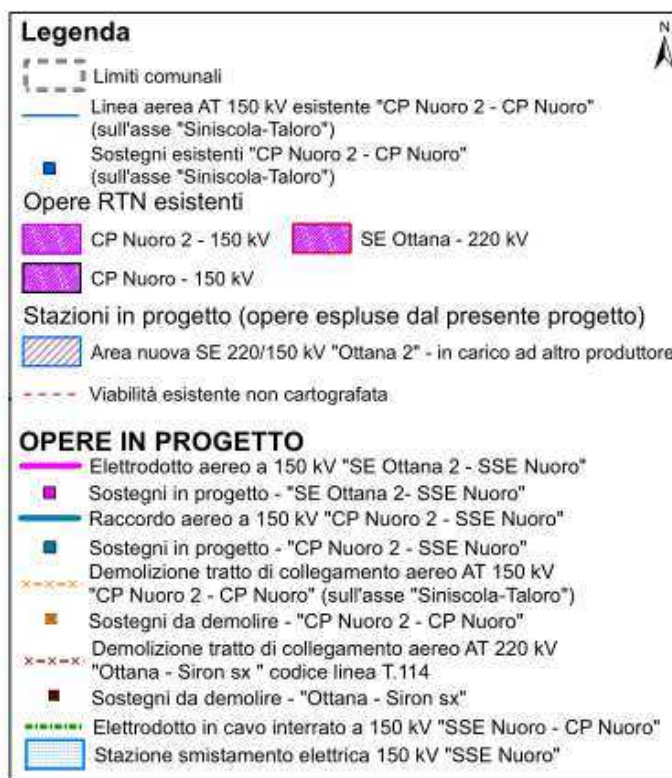 Legenda
N
Limiti comunali
Linea aerea AT 150 kV esistente "CP Nuoro 2 - CP Nuoro"
(sull'asse "Siniscola-Taloro")
Sostegni esistenti "CP Nuoro 2 - CP Nuoro"
(sull'asse "Siniscola-Taloro")
Opere RTN esistenti
CP Nuoro 2 - 150 kV SE Ottana - 220 kV
CP Nuoro - 150 kV
Stazioni in progetto (opere espluse dal presente progetto)
Area nuova SE 220/150 kV "Ottana 2" - in carico ad altro produttore
Viabilità esistente non cartografata
OPERE IN PROGETTO
Elettrodotto aereo a 150 kV "SE Ottana 2 - SSE Nuoro"
Sostegni in progetto - "SE Ottana 2- SSE Nuoro"
Raccordo aereo a 150 kV "CP Nuoro 2 - SSE Nuoro"
Sostegni in progetto - "CP Nuoro 2 - SSE Nuoro"
Demolizione tratto di collegamento aereo AT 150 kV
"CP Nuoro 2 - CP Nuoro" (sull'asse "Siniscola-Taloro")
Sostegni da demolire - "CP Nuoro 2 - CP Nuoro"
Demolizione tratto di collegamento aereo AT 220 kV
"Ottana - Siron sx " codice linea T.114
Sostegni da demolire - "Ottana - Siron sx"
Elettrodotto in cavo interrato a 150 kV "SSE Nuoro - CP Nuoro"
Stazione smistamento elettrica 150 kV "SSE Nuoro"